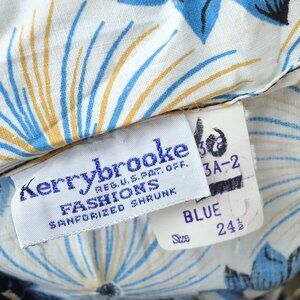 Kerrybrooke
REG. U.S. PAT. OFF.
FASHIONS
SANFORIZED SHRUNK
3A-2
BLUE
Size 24½